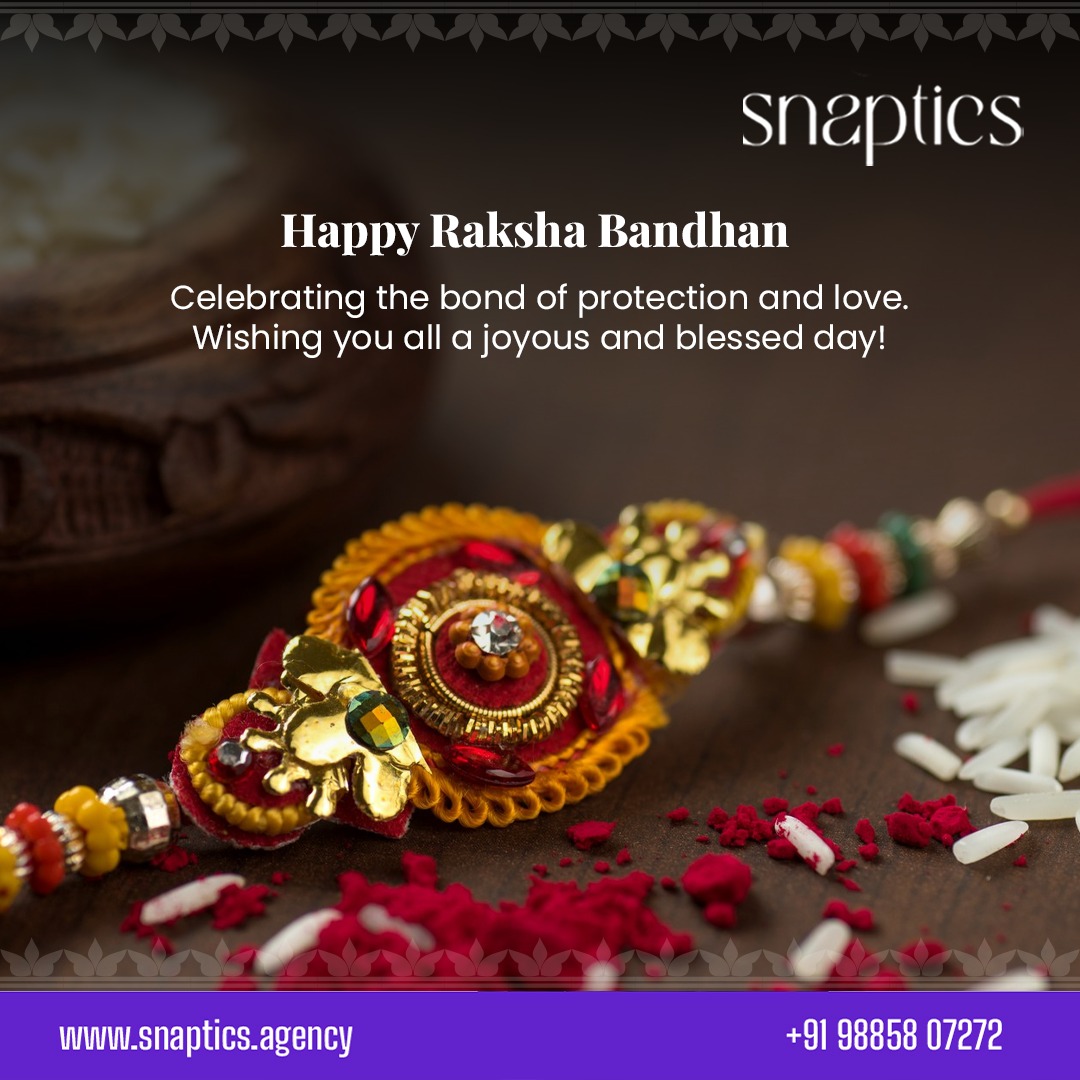 snaptics
Happy Raksha Bandhan
Celebrating the bond of protection and love.
Wishing you all a joyous and blessed day!
www.snaptics.agency
+91 98858 07272